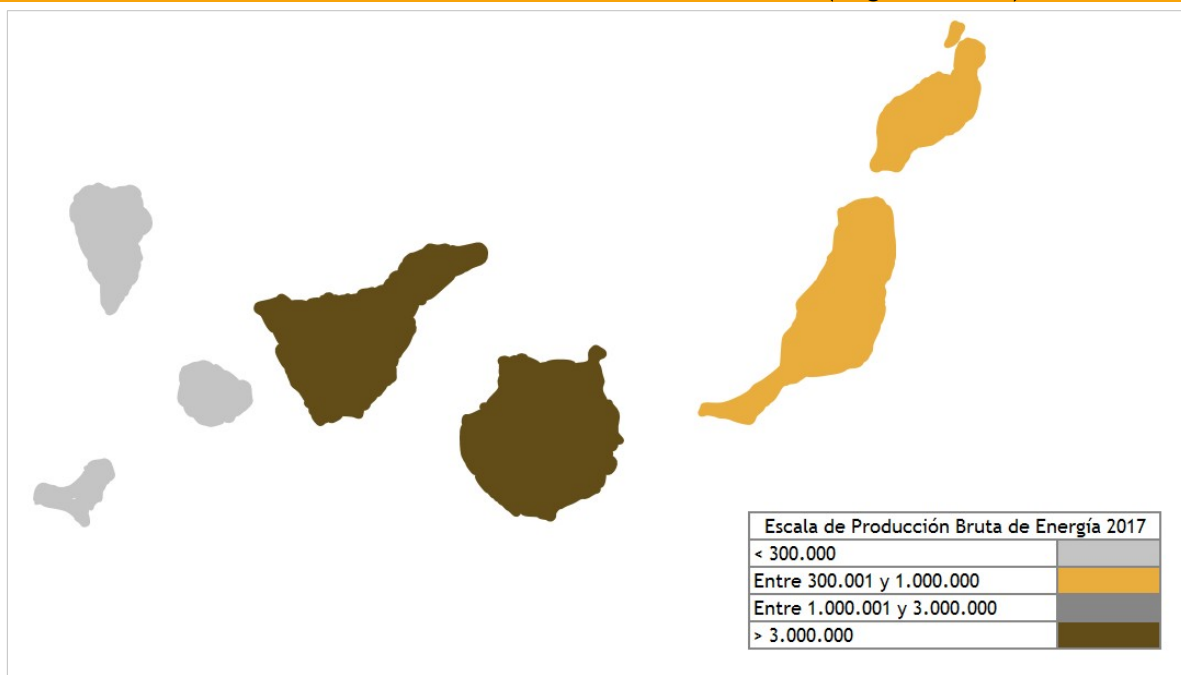 Escala de Producción Bruta de Energía 2017
< 300.000
Entre 300.001 y 1.000.000
Entre 1.000.001 y 3.000.000
> 3.000.000